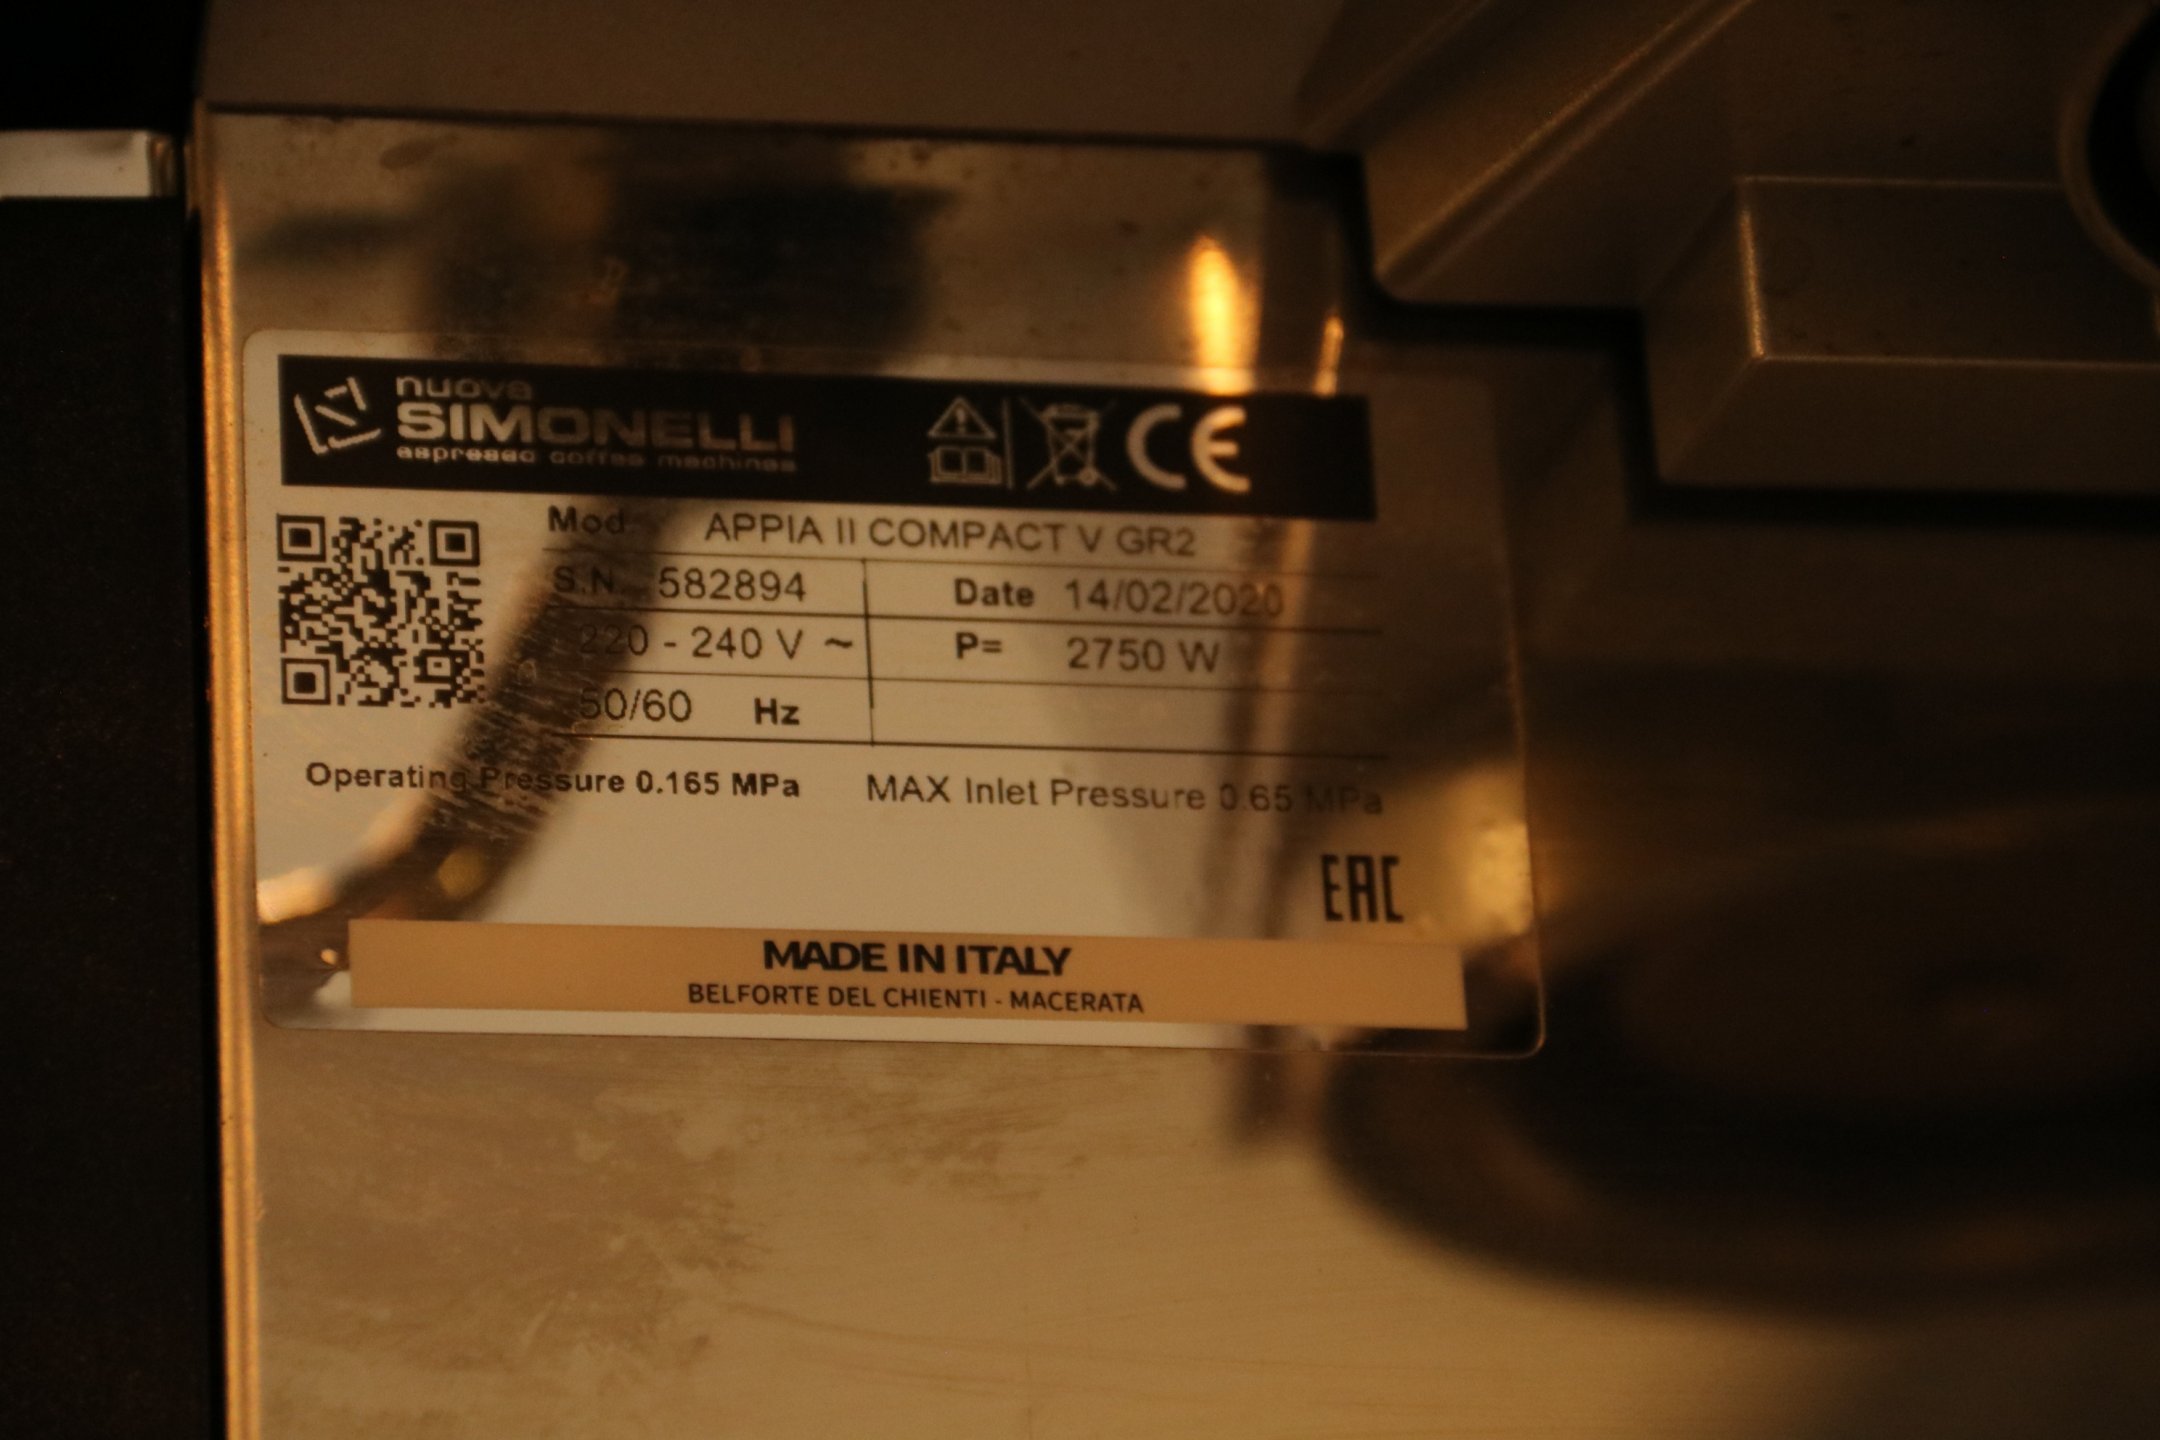 nuova
SIMONELLI
espresso coffee machines
CE
Mod APPIA II COMPACT V GR2
S.N. 582894 Date 14/02/2020
220 - 240 V ~ P= 2750 W
50/60 Hz
Operating Pressure 0.165 MPa MAX Inlet Pressure 0.65 MPa
EAC
MADE IN ITALY
BELFORTE DEL CHIENTI - MACERATA